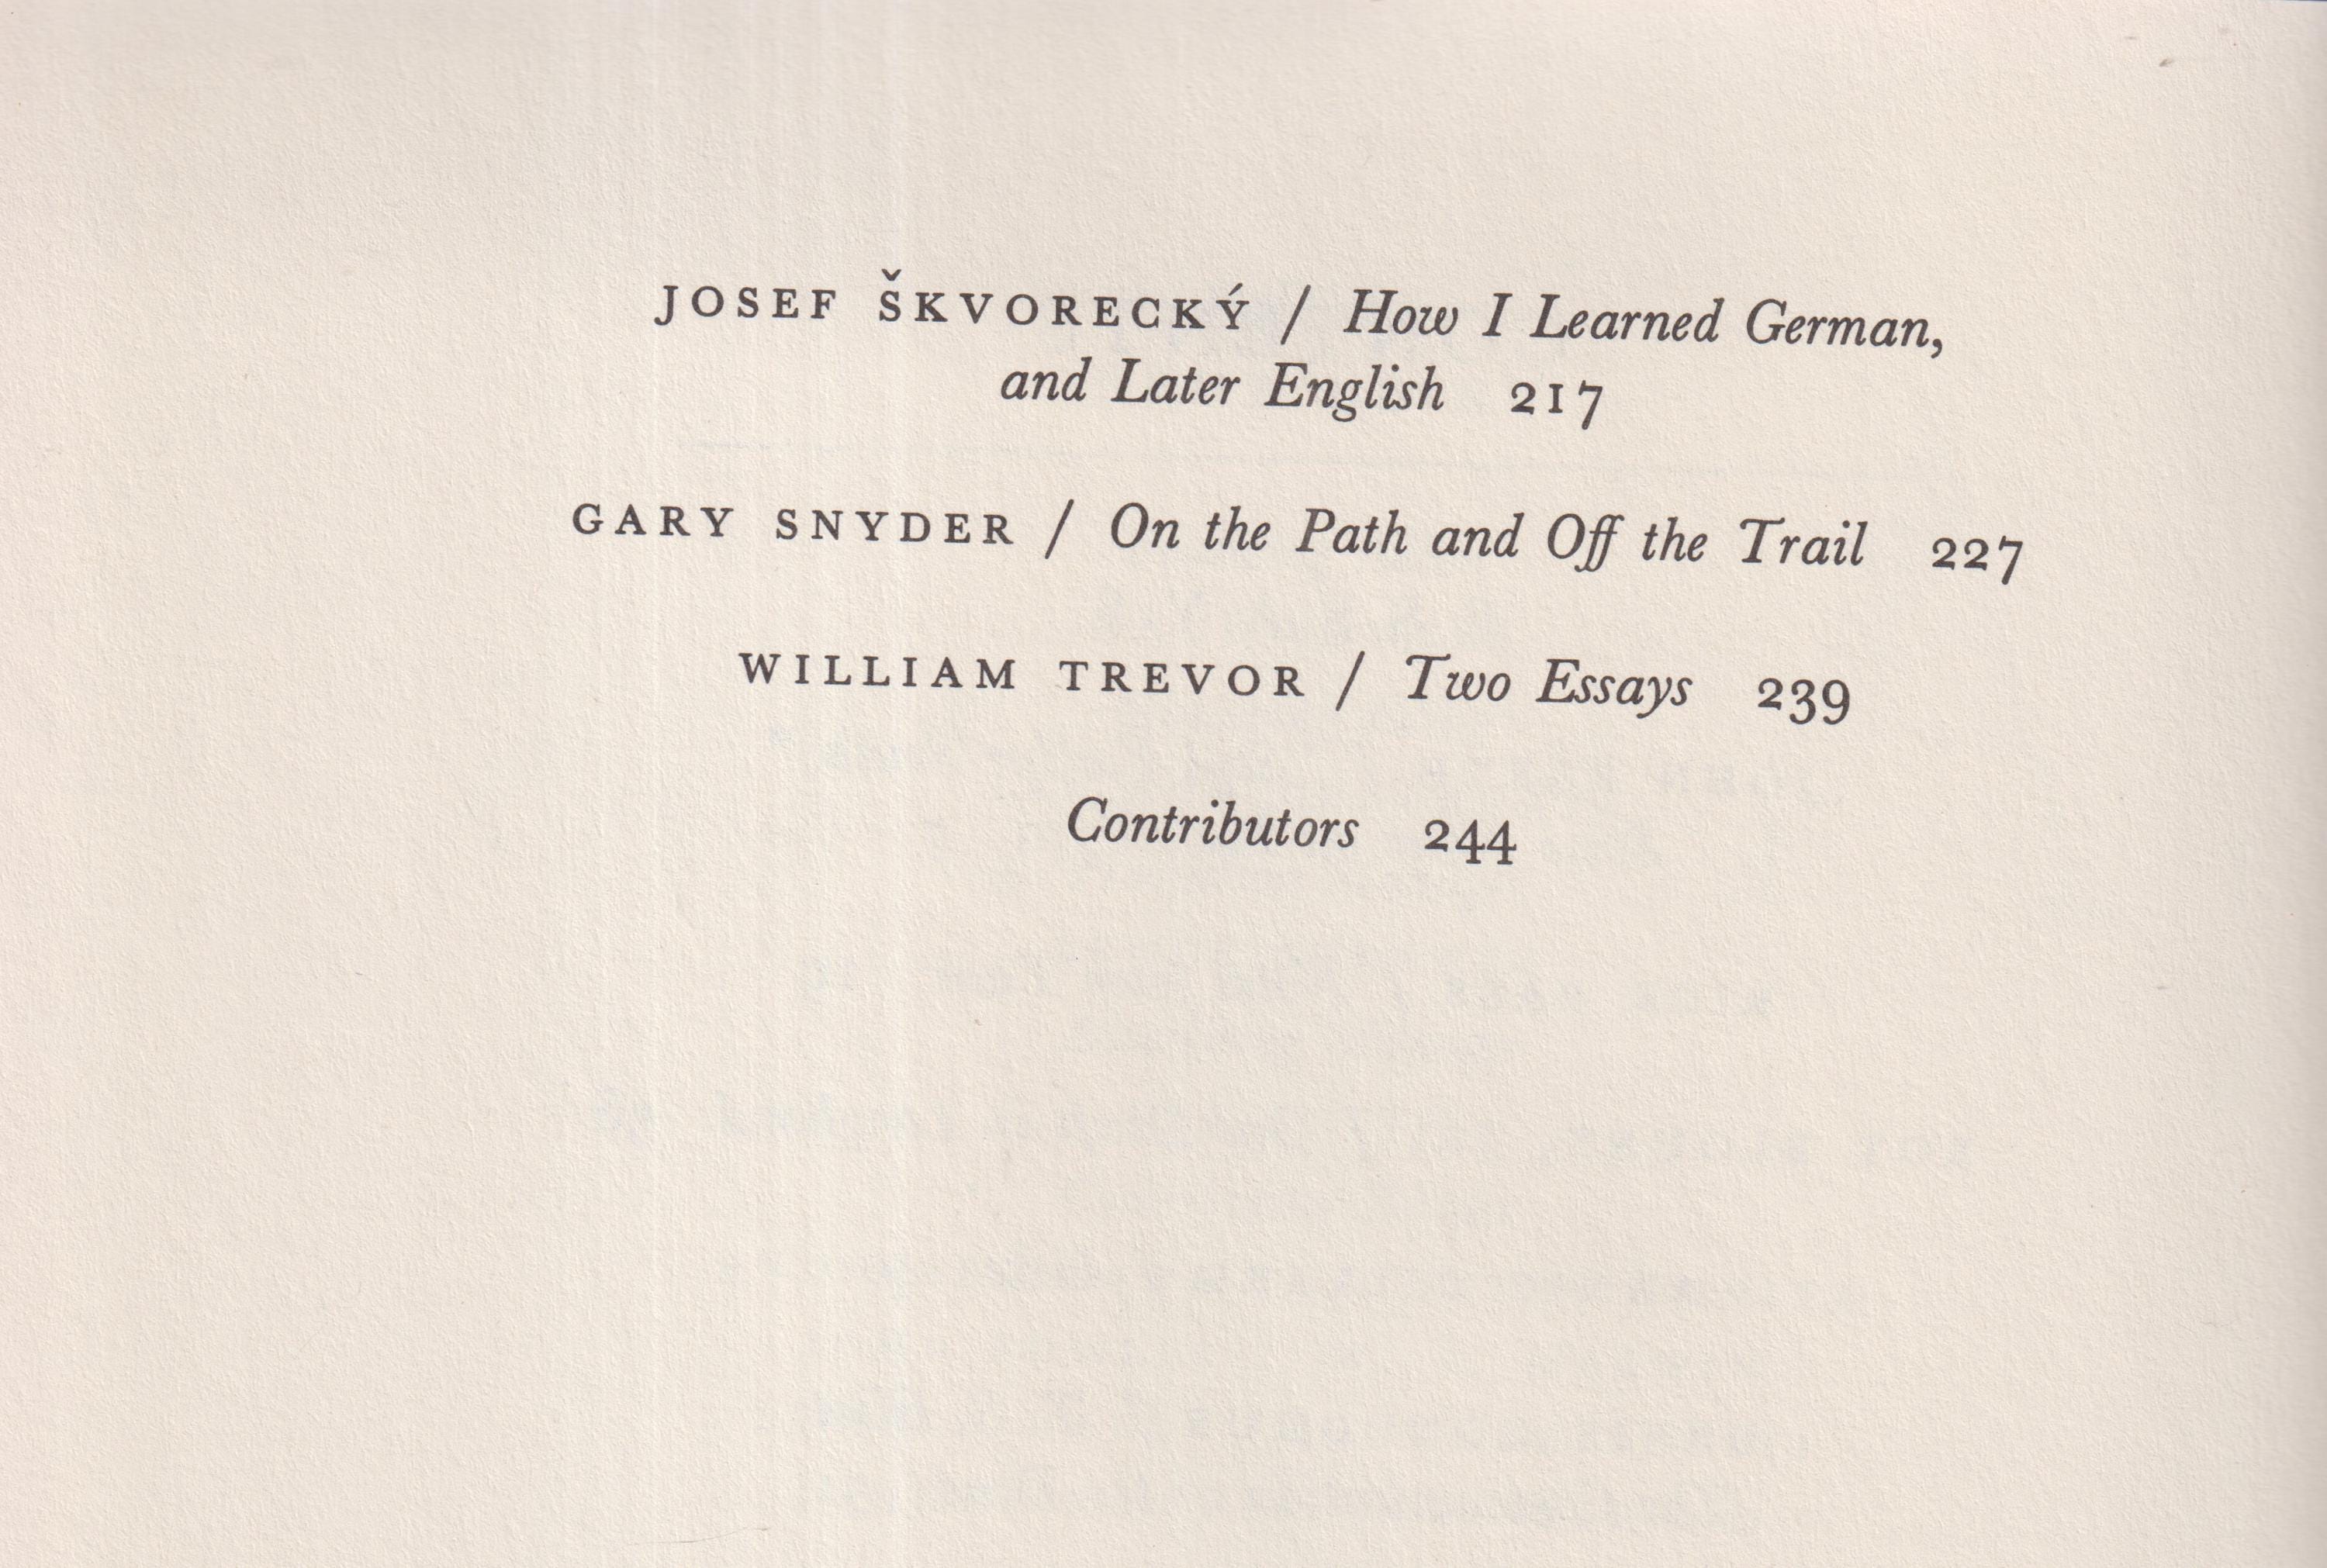 JOSEF ŠKVORECKÝ / How I Learned German,
and Later English 217
GARY SNYDER / On the Path and Off the Trail 227
WILLIAM TREVOR / Two Essays 239
Contributors 244